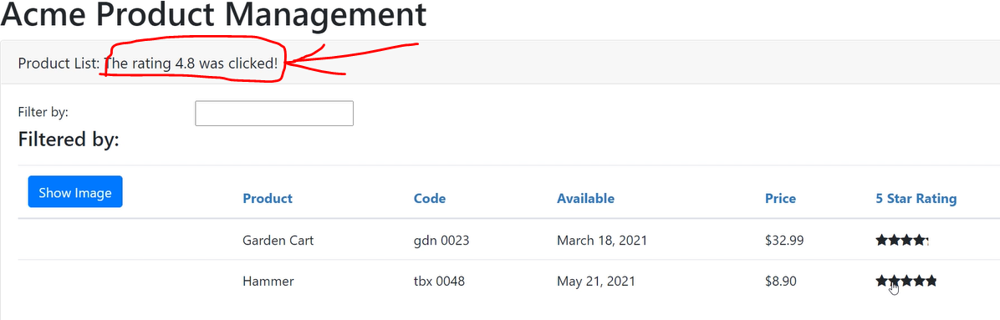 Acme Product Management
Product List: The rating 4.8 was clicked!
Filter by:
Filtered by:
Show Image Product Code Available Price 5 Star Rating
Garden Cart gdn 0023 March 18, 2021 $32.99
Hammer tbx 0048 May 21, 2021 $8.90